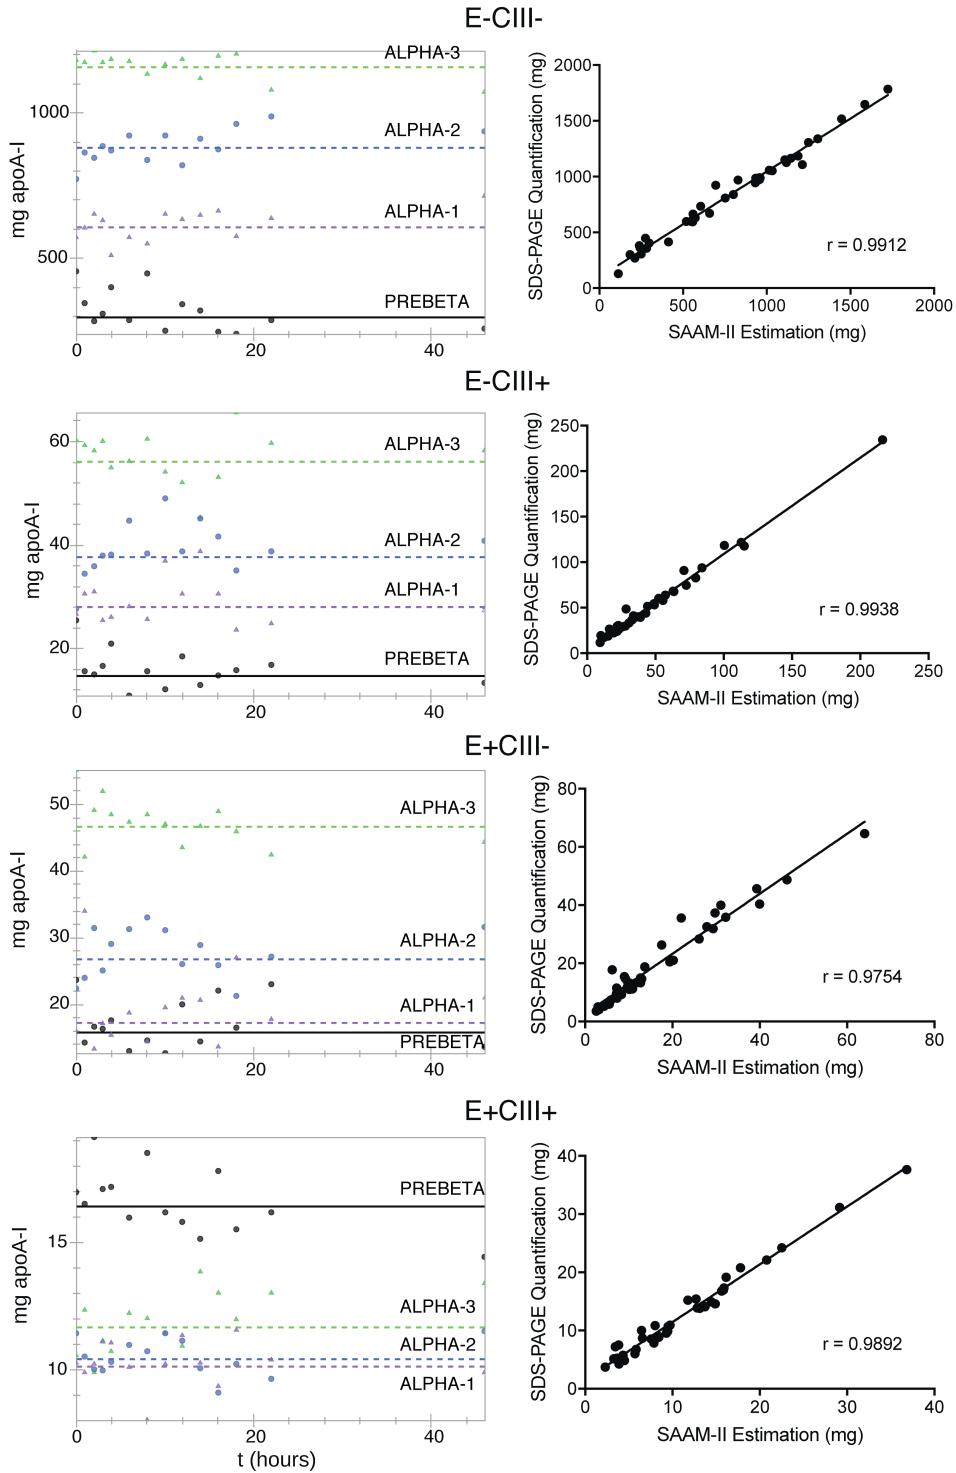 E-CIII-
ALPHA-3
1000
ALPHA-2
mg apoA-I
ALPHA-1
500
PREBETA
0 20 40
2000
1500
1000
500
0
SDS-PAGE Quantification (mg)
r = 0.9912
0 500 1000 1500 2000
SAAM-II Estimation (mg)
E-CIII+
60
ALPHA-3
40
ALPHA-2
mg apoA-I
ALPHA-1
20
PREBETA
0 20 40
250
200
150
100
50
0
SDS-PAGE Quantification (mg)
r = 0.9938
0 50 100 150 200 250
SAAM-II Estimation (mg)
E+CIII-
50
ALPHA-3
40
mg apoA-I
30
ALPHA-2
20
ALPHA-1
PREBETA
0 20 40
80
60
40
20
0
SDS-PAGE Quantification (mg)
r = 0.9754
0 20 40 60 80
SAAM-II Estimation (mg)
E+CIII+
PREBETA
15
mg apoA-I
ALPHA-3
ALPHA-2
10
ALPHA-1
0 20 40
t (hours)
40
30
20
10
0
SDS-PAGE Quantification (mg)
r = 0.9892
0 10 20 30 40
SAAM-II Estimation (mg)